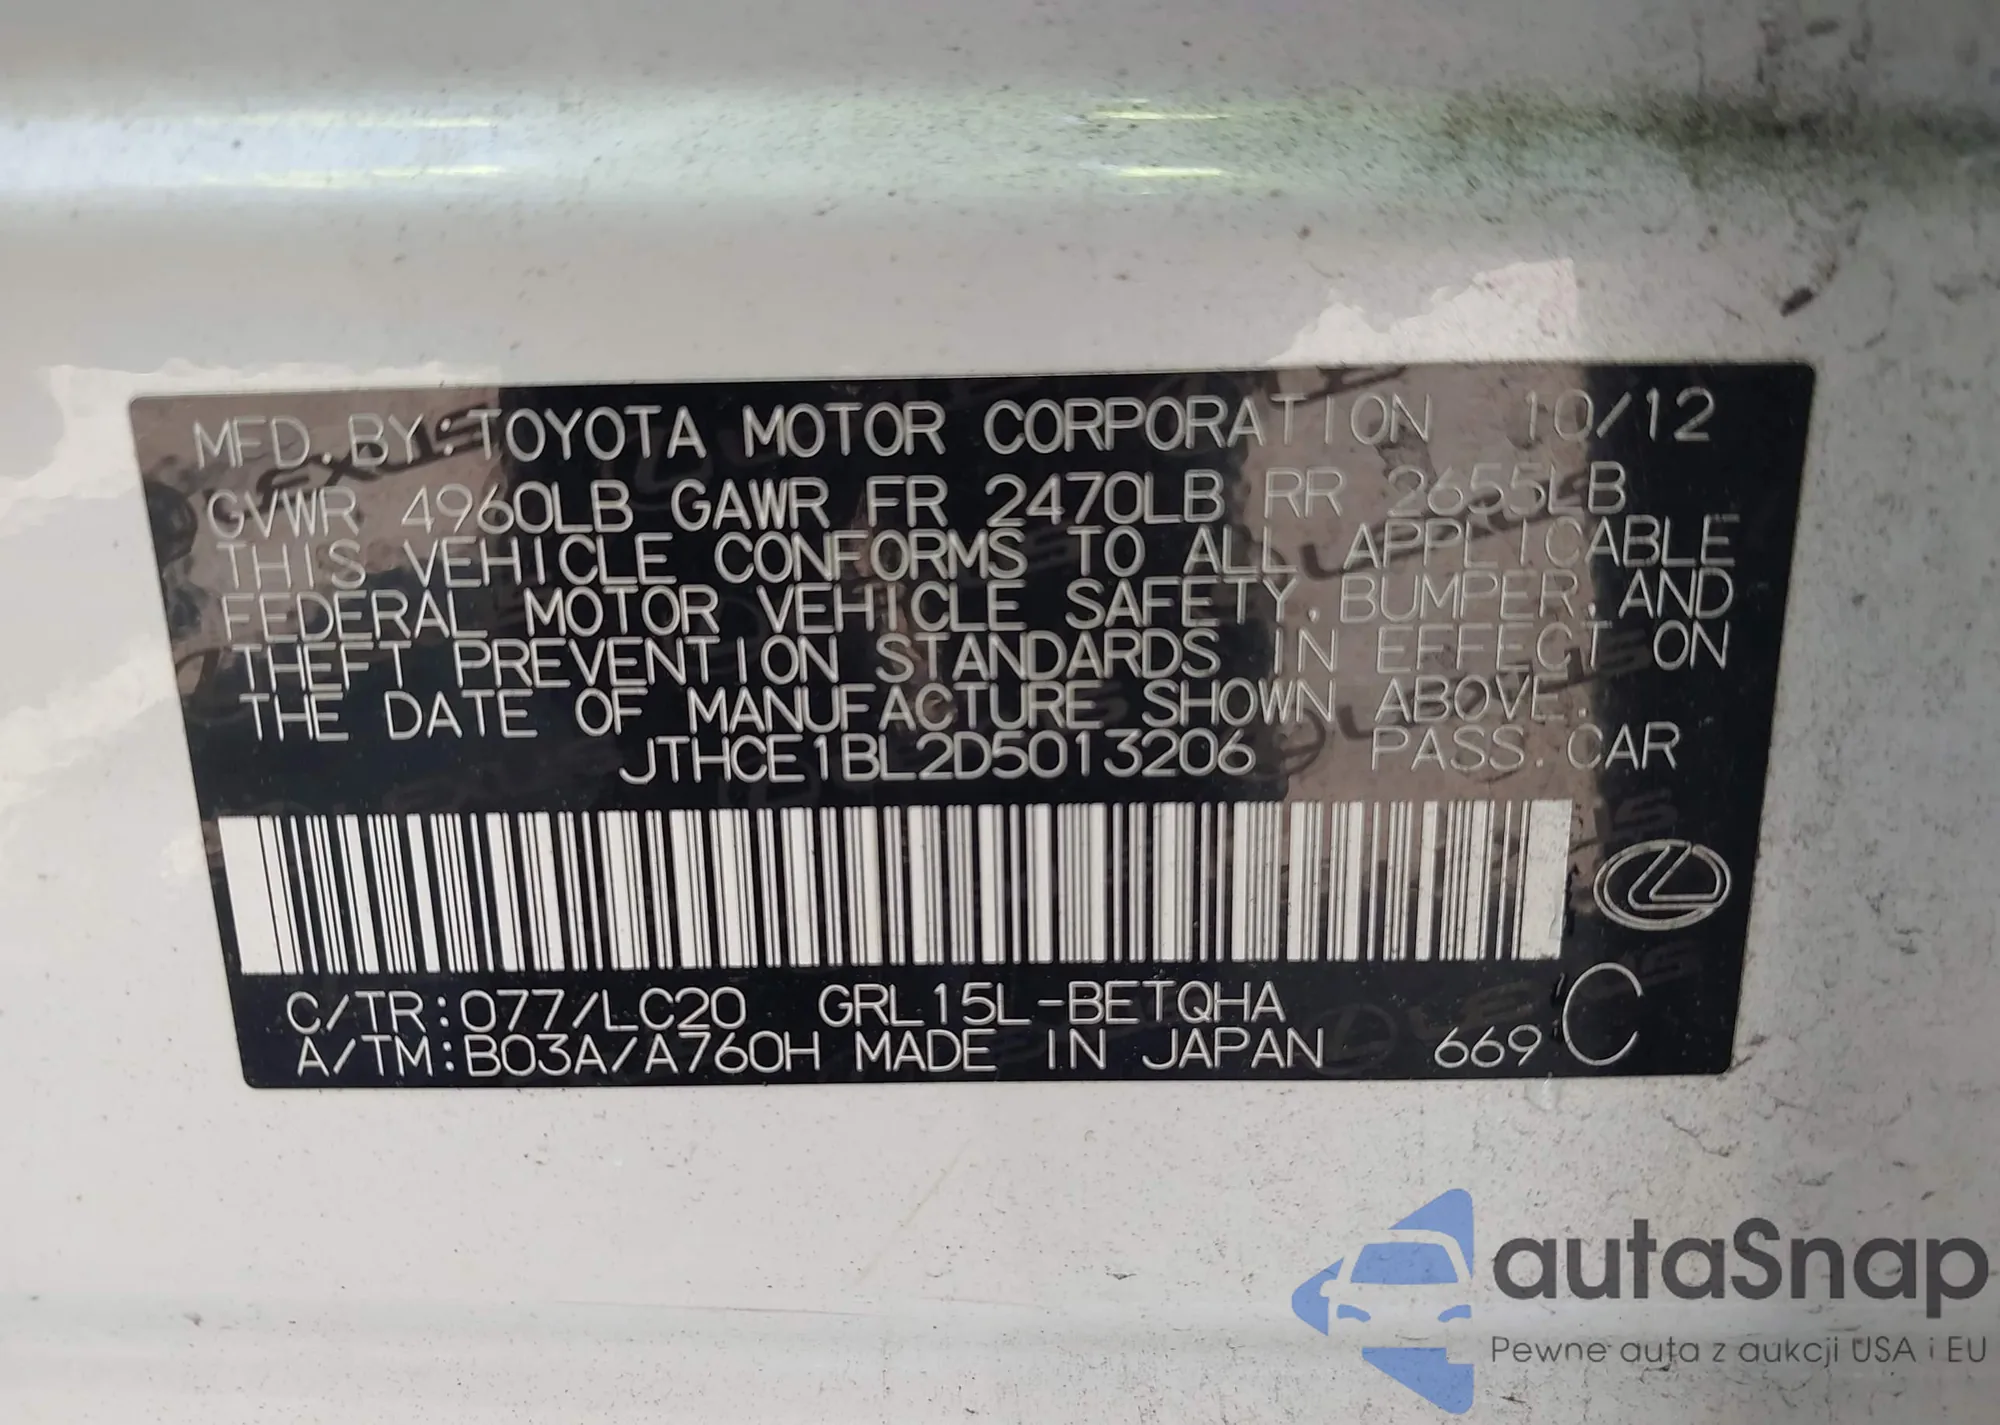 MFD.BY:TOYOTA MOTOR CORPORATION 10/12
GVWR 4960LB GAWR FR 2470LB RR 2655LB
THIS VEHICLE CONFORMS TO ALL APPLICABLE
FEDERAL MOTOR VEHICLE SAFETY,BUMPER,AND
THEFT PREVENTION STANDARDS IN EFFECT ON
THE DATE OF MANUFACTURE SHOWN ABOVE.
JTHCE1BL2D5013206 PASS.CAR
C/TR:077/LC20 GRL15L-BETQHA
A/TM:B03A/A760H MADE IN JAPAN 669 C
autaSnap
Pewne auta z aukcji USA i EU